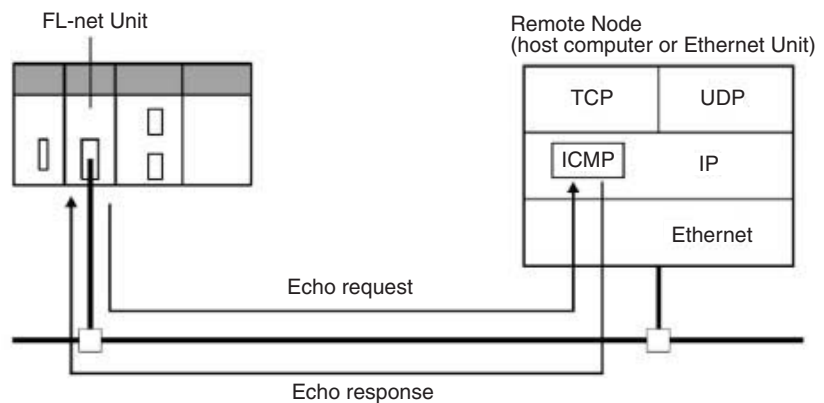 FL-net Unit
Remote Node
(host computer or Ethernet Unit)
TCP
UDP
ICMP
IP
Ethernet
Echo request
Echo response